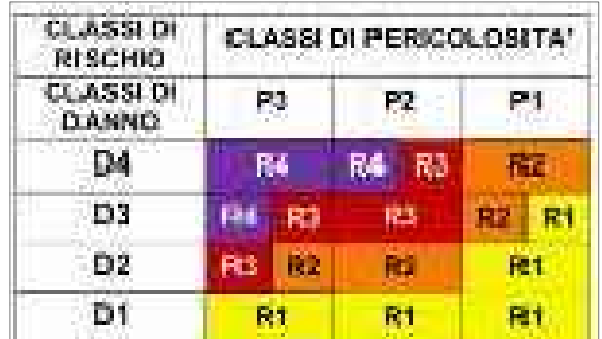 CLASSI DI RISCHIO CLASSI DI PERICOLOSITA'
CLASSI DI DANNO P3 P2 P1
D4 R4 R4 R3 R2
D3 R4 R3 R3 R2 R1
D2 R3 R2 R2 R1
D1 R1 R1 R1